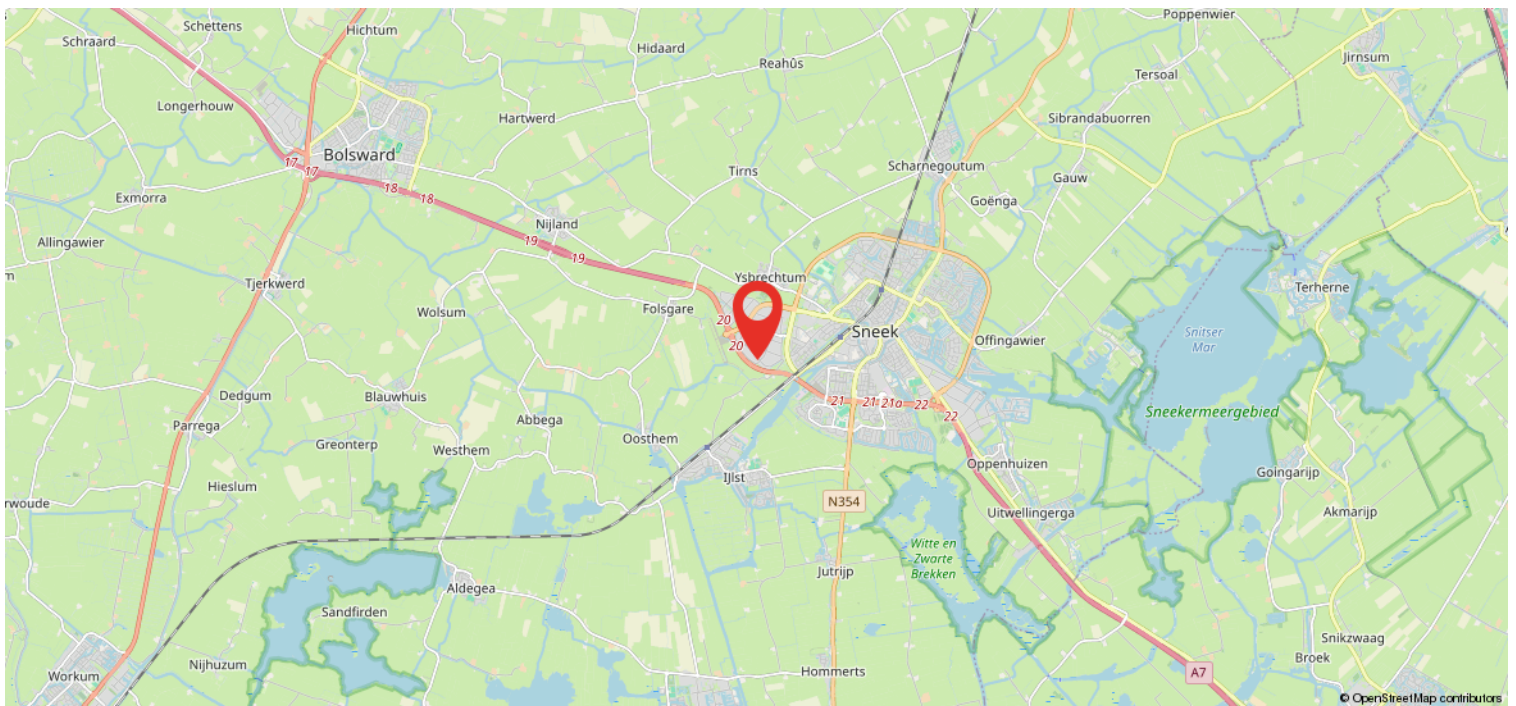 Poppenwier
Schettens
Hichtum
Schraard
Hidaard
Jirnsum
Reahûs
Tersoal
Longerhouw
Hartwerd
Sibrandabuorren
Bolsward
17
17
Scharnegoutum
Tirns
Gauw
18
18
Exmorra
Goënga
Nijland
19
Allingawier
19
Ysbrechtum
Tjerkwerd
Terherne
Folsgare
Wolsum
20
Sneek
Snitser
Mar
20
Offingawier
Dedgum
Blauwhuis
21
21
21a
22
22
Sneekermeergebied
Parrega
Abbega
Oosthem
Greonterp
Westhem
Oppenhuizen
Goingarijp
IJlst
Hieslum
rwoude
N354
Uitwellingerga
Akmarijp
Witte en
Zwarte
Brekken
Jutrijp
Aldegea
Sandfirden
Snikzwaag
Broek
Nijhuzum
Hommerts
A7
Workum
© OpenStreetMap contributors